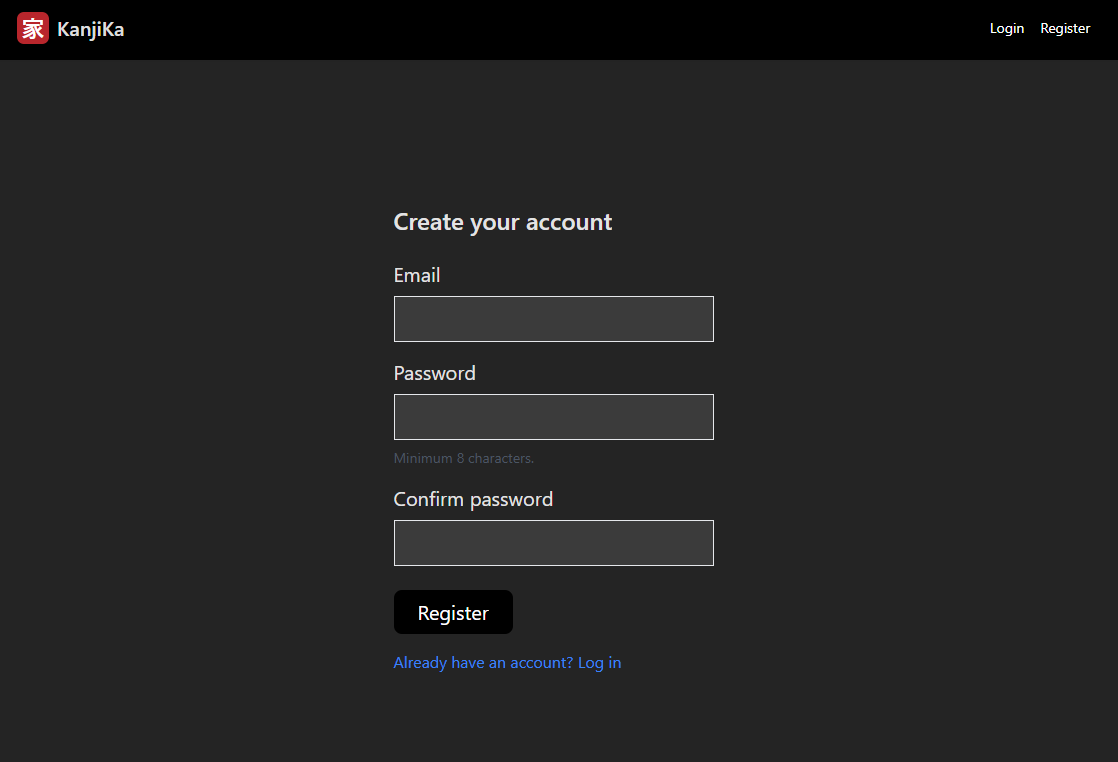 家 KanjiKa
Login Register
Create your account
Email
Password
Minimum 8 characters.
Confirm password
Register
Already have an account? Log in